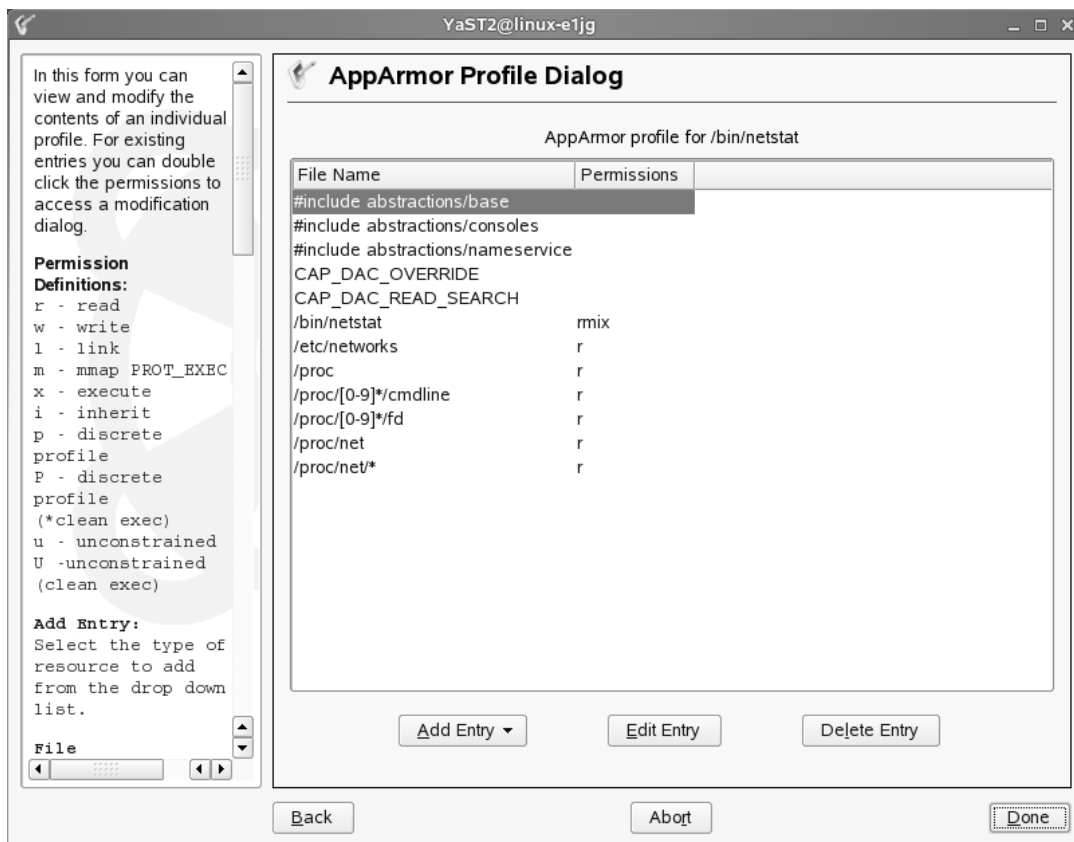 YaST2@linux-e1jg
In this form you can
view and modify the
contents of an individual
profile. For existing
entries you can double
click the permissions to
access a modification
dialog.
Permission
Definitions:
r - read
w - write
l - link
m - mmap PROT_EXEC
x - execute
i - inherit
p - discrete
profile
P - discrete
profile
(*clean exec)
u - unconstrained
U -unconstrained
(clean exec)
Add Entry:
Select the type of
resource to add
from the drop down
list.
File
AppArmor Profile Dialog
AppArmor profile for /bin/netstat
File Name Permissions
#include abstractions/base
#include abstractions/consoles
#include abstractions/nameservice
CAP_DAC_OVERRIDE
CAP_DAC_READ_SEARCH
/bin/netstat rmix
/etc/networks r
/proc r
/proc/[0-9]*/cmdline r
/proc/[0-9]*/fd r
/proc/net r
/proc/net/* r
Add Entry Edit Entry Delete Entry
Back Abort Done